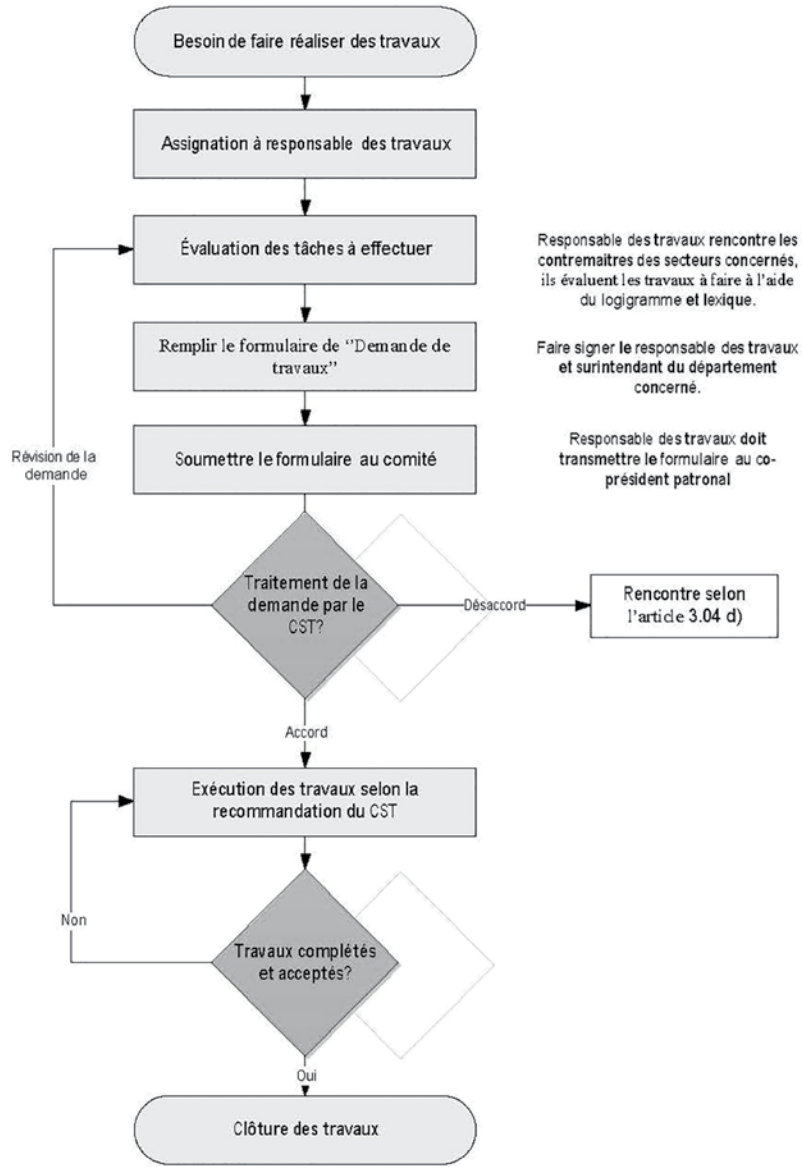 Besoin de faire réaliser des travaux
Assignation à responsable des travaux
Évaluation des tâches à effectuer
Responsable des travaux rencontre les
contremaîtres des secteurs concernés,
ils évaluent les travaux à faire à l'aide
du logigramme et lexique.
Remplir le formulaire de ‘‘Demande de
travaux’’
Faire signer le responsable des travaux
et surintendant du département
concerné.
Soumettre le formulaire au comité
Responsable des travaux doit
transmettre le formulaire au co-
président patronal
Révision de la
demande
Traitement de la
demande par le
CST?
Désaccord
Rencontre selon
l'article 3.04 d)
Accord
Exécution des travaux selon la
recommandation du CST
Non
Travaux complétés
et acceptés?
Oui
Clôture des travaux